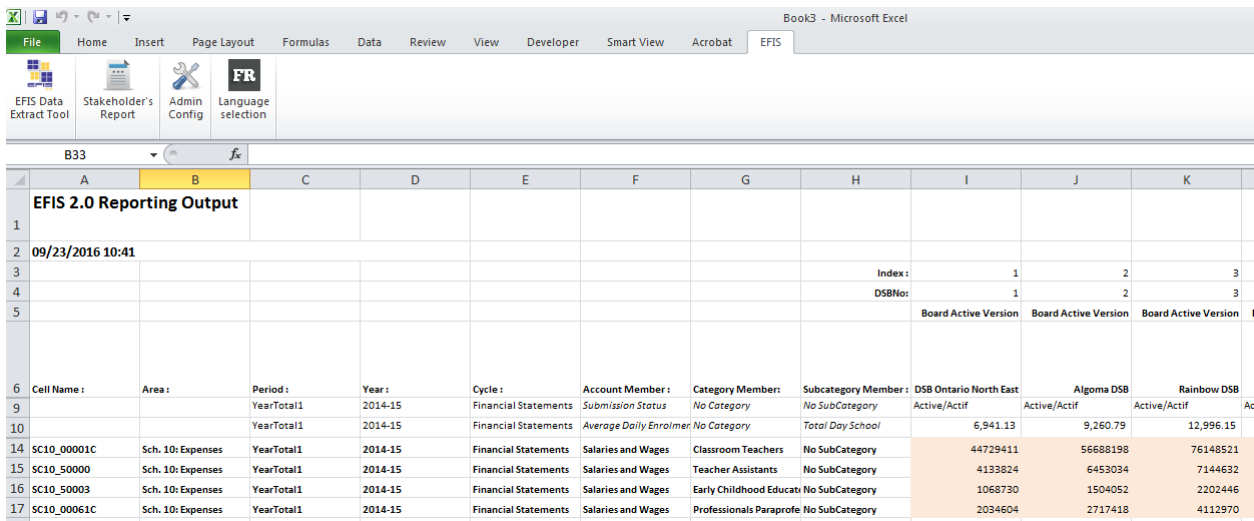 Book3 - Microsoft Excel
File Home Insert Page Layout Formulas Data Review View Developer Smart View Acrobat EFIS
EFIS Data Extract Tool
Stakeholder's Report
Admin Config
FR
Language selection
B33 fx
A B C D E F G H I J K
1 EFIS 2.0 Reporting Output
2 09/23/2016 10:41
3 Index : 1 2 3
4 DSBNo: 1 2 3
5 Board Active Version Board Active Version Board Active Version
6 Cell Name : Area : Period : Year : Cycle : Account Member : Category Member: Subcategory Member : DSB Ontario North East Algoma DSB Rainbow DSB
9 YearTotal1 2014-15 Financial Statements Submission Status No Category No SubCategory Active/Actif Active/Actif Active/Actif
10 YearTotal1 2014-15 Financial Statements Average Daily Enrolmer No Category Total Day School 6,941.13 9,260.79 12,996.15
14 SC10_00001C Sch. 10: Expenses YearTotal1 2014-15 Financial Statements Salaries and Wages Classroom Teachers No SubCategory 44729411 56688198 76148521
15 SC10_50000 Sch. 10: Expenses YearTotal1 2014-15 Financial Statements Salaries and Wages Teacher Assistants No SubCategory 4133824 6453034 7144632
16 SC10_50003 Sch. 10: Expenses YearTotal1 2014-15 Financial Statements Salaries and Wages Early Childhood Educat No SubCategory 1068730 1504052 2202446
17 SC10_00061C Sch. 10: Expenses YearTotal1 2014-15 Financial Statements Salaries and Wages Professionals Paraprofe No SubCategory 2034604 2717418 4112970